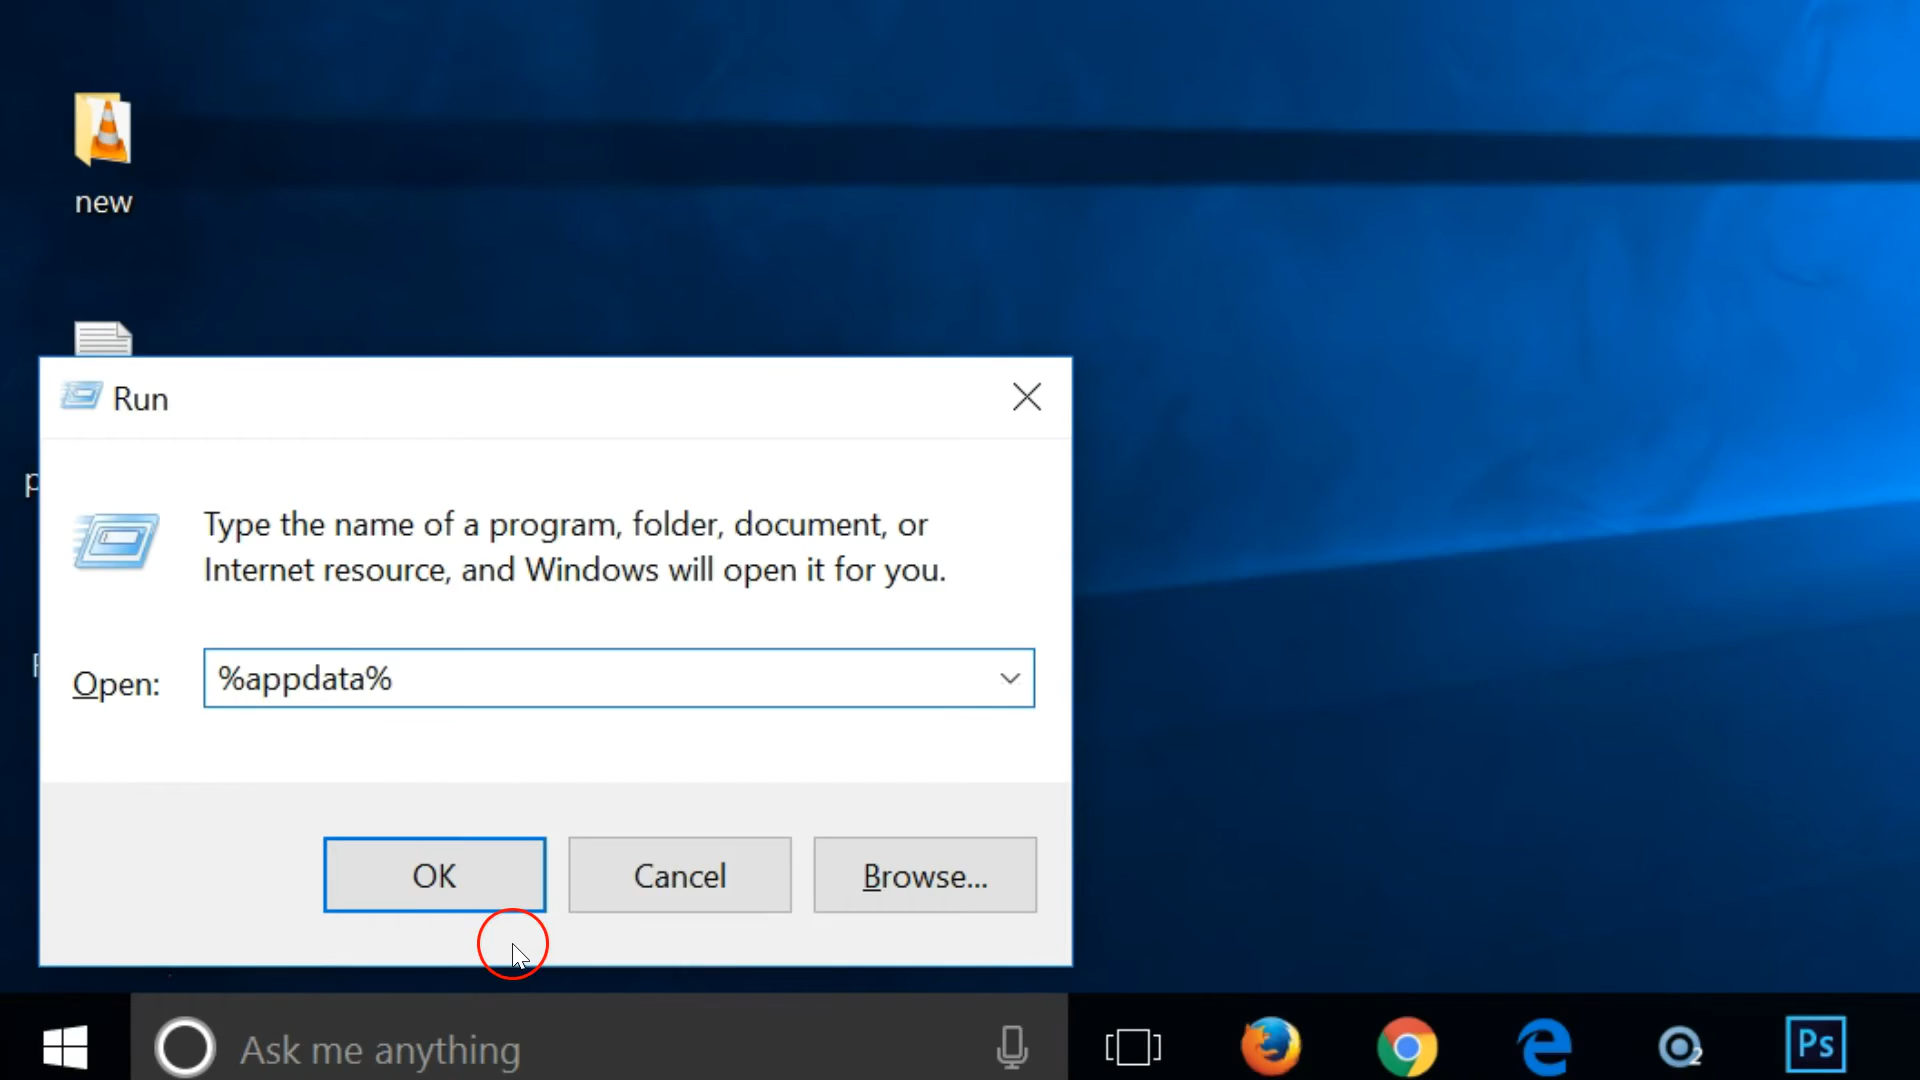 new
Run
Type the name of a program, folder, document, or
Internet resource, and Windows will open it for you.
Open:
%appdata%
OK
Cancel
Browse...
Ask me anything
2
Ps